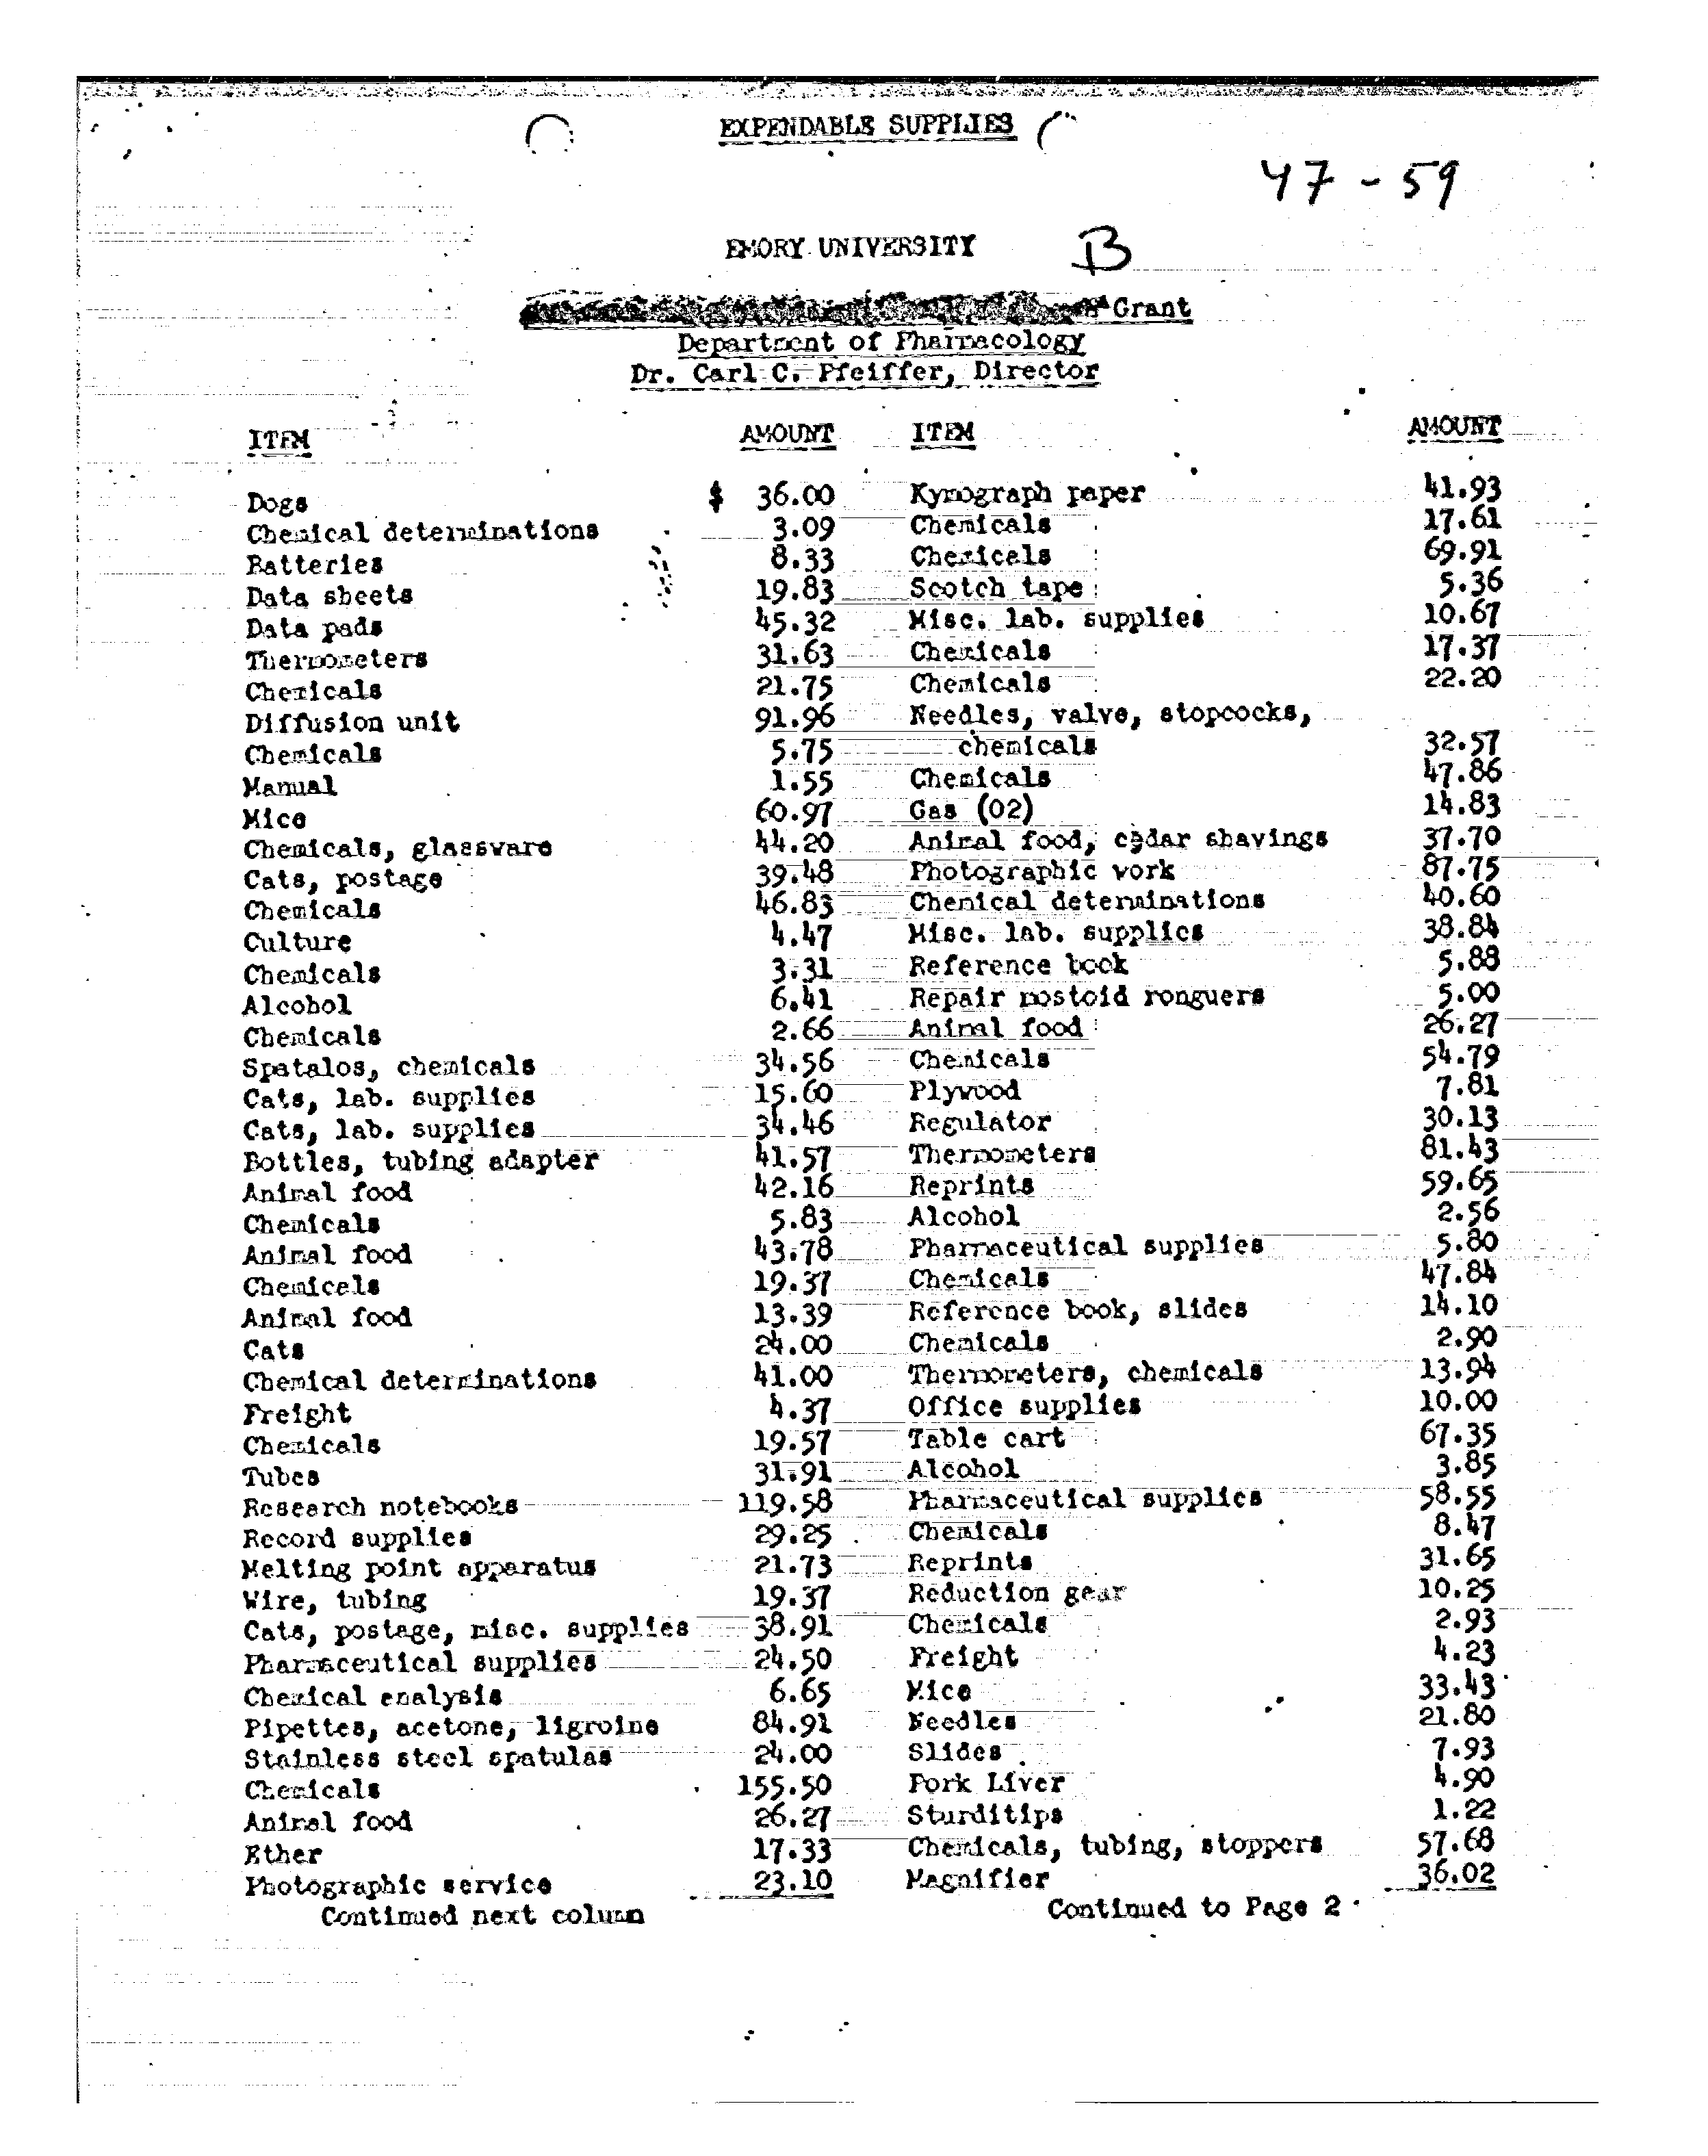 EXPENDABLE SUPPLIES
47 - 59
EMORY UNIVERSITY B
Grant
Department of Pharmacology
Dr. Carl C. Pfeiffer, Director
ITEM AMOUNT
Dogs $ 36.00
Chemical determinations 3.09
Batteries 8.33
Data sheets 19.83
Data pads 45.32
Thermometers 31.63
Chemicals 21.75
Diffusion unit 91.96
Chemicals 5.75
Manual 1.55
Mice 60.97
Chemicals, glassware 44.20
Cats, postage 39.48
Chemicals 46.83
Culture 4.47
Chemicals 3.31
Alcohol 6.41
Chemicals 2.66
Spatalos, chemicals 34.56
Cats, lab. supplies 15.60
Cats, lab. supplies 34.46
Bottles, tubing adapter 41.57
Animal food 42.16
Chemicals 5.83
Animal food 43.78
Chemicals 19.37
Animal food 13.39
Cats 24.00
Chemical determinations 41.00
Freight 4.37
Chemicals 19.57
Tubes 31.91
Research notebooks 119.58
Record supplies 29.25
Melting point apparatus 21.73
Wire, tubing 19.37
Cats, postage, misc. supplies 38.91
Pharmaceutical supplies 24.50
Chemical analysis 6.65
Pipettes, acetone, ligroine 84.91
Stainless steel spatulas 24.00
Chemicals 155.50
Animal food 26.27
Ether 17.33
Photographic service 23.10
Continued next column
ITEM AMOUNT
Kymograph paper 41.93
Chemicals 17.61
Chemicals 69.91
Scotch tape 5.36
Misc. lab. supplies 10.67
Chemicals 17.37
Chemicals 22.20
Needles, valve, stopcocks,
chemicals 32.57
Chemicals 47.86
Gas (O2) 14.83
Animal food, cedar shavings 37.70
Photographic work 87.75
Chemical determinations 40.60
Misc. lab. supplies 38.84
Reference book 5.88
Repair mostoid ronguers 5.00
Animal food 26.27
Chemicals 54.79
Plywood 7.81
Regulator 30.13
Thermometers 81.43
Reprints 59.65
Alcohol 2.56
Pharmaceutical supplies 5.80
Chemicals 47.84
Reference book, slides 14.10
Chemicals 2.90
Thermometers, chemicals 13.94
Office supplies 10.00
Table cart 67.35
Alcohol 3.85
Pharmaceutical supplies 58.55
Chemicals 8.47
Reprints 31.65
Reduction gear 10.25
Chemicals 2.93
Freight 4.23
Mice 33.43
Needles 21.80
Slides 7.93
Pork Liver 4.90
Sturditips 1.22
Chemicals, tubing, stoppers 57.68
Magnifier 36.02
Continued to Page 2